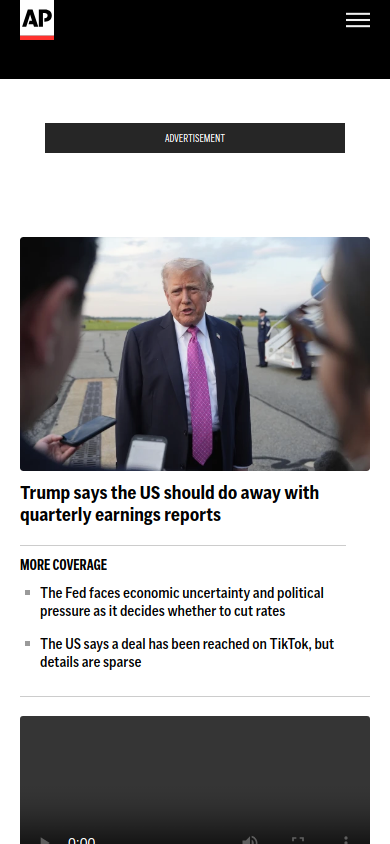 AP
ADVERTISEMENT
Trump says the US should do away with
quarterly earnings reports
MORE COVERAGE
The Fed faces economic uncertainty and political
pressure as it decides whether to cut rates
The US says a deal has been reached on TikTok, but
details are sparse
0:00